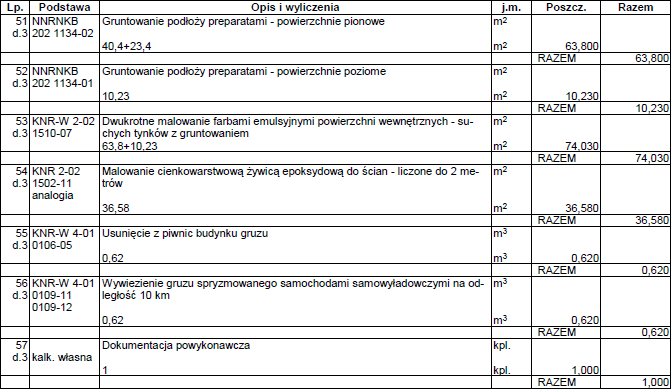 Lp. Podstawa Opis i wyliczenia j.m. Poszcz. Razem
51 NNRNKB Gruntowanie podłoży preparatami - powierzchnie pionowe m2
d.3 202 1134-02
40,4+23,4 m2 63,800
RAZEM 63,800
52 NNRNKB Gruntowanie podłoży preparatami - powierzchnie poziome m2
d.3 202 1134-01
10,23 m2 10,230
RAZEM 10,230
53 KNR-W 2-02 Dwukrotne malowanie farbami emulsyjnymi powierzchni wewnętrznych - su- m2
d.3 1510-07 chych tynków z gruntowaniem
63,8+10,23 m2 74,030
RAZEM 74,030
54 KNR 2-02 Malowanie cienkowarstwową żywicą epoksydową do ścian - liczone do 2 me- m2
d.3 1502-11 trów
analogia
36,58 m2 36,580
RAZEM 36,580
55 KNR-W 4-01 Usunięcie z piwnic budynku gruzu m3
d.3 0106-05
0,62 m3 0,620
RAZEM 0,620
56 KNR-W 4-01 Wywiezienie gruzu spryzmowanego samochodami samowyładowczymi na od- m3
d.3 0109-11 ległość 10 km
0109-12
0,62 m3 0,620
RAZEM 0,620
57 Dokumentacja powykonawcza kpl.
d.3 kalk. własna
1 kpl. 1,000
RAZEM 1,000